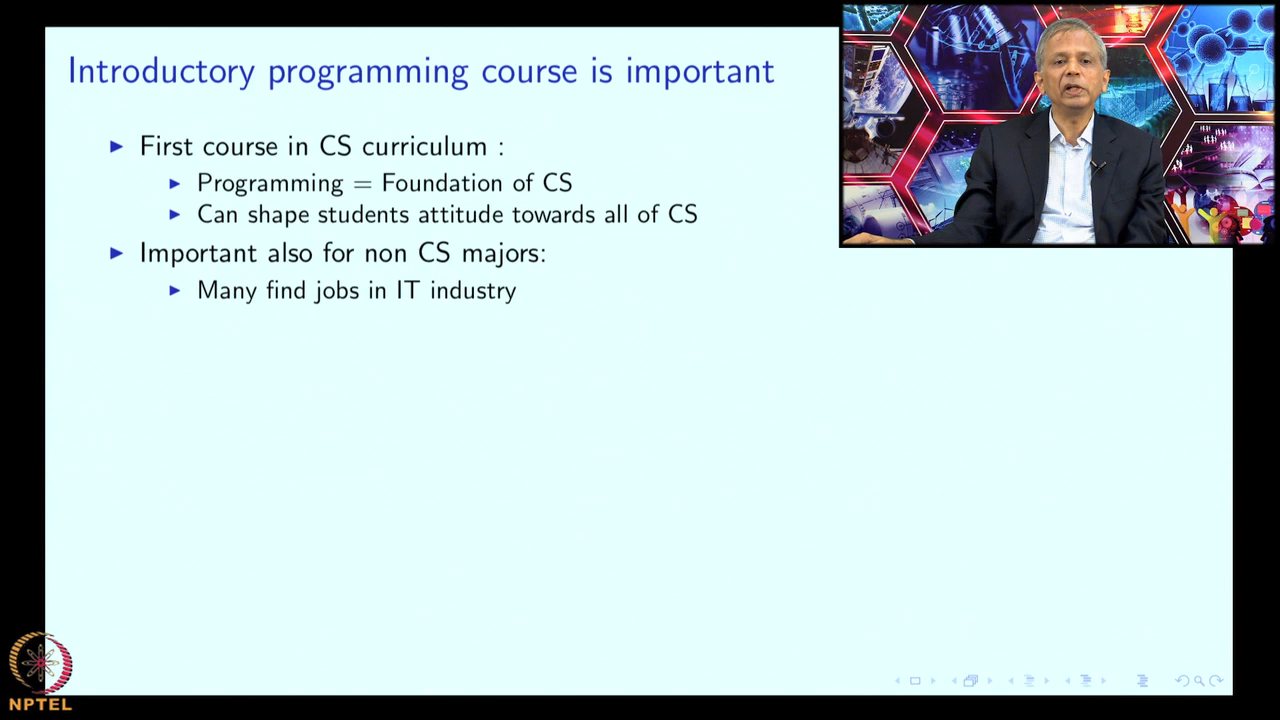 Introductory programming course is important
First course in CS curriculum :
Programming = Foundation of CS
Can shape students attitude towards all of CS
Important also for non CS majors:
Many find jobs in IT industry
NPTEL